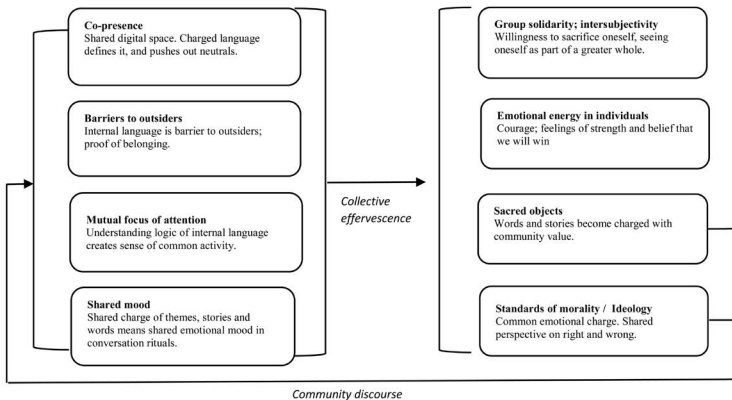 Co-presence
Shared digital space. Charged language
defines it, and pushes out neutrals.
Barriers to outsiders
Internal language is barrier to outsiders;
proof of belonging.
Mutual focus of attention
Understanding logic of internal language
creates sense of common activity.
Shared mood
Shared charge of themes, stories and
words means shared emotional mood in
conversation rituals.
Collective
effervescence
Group solidarity; intersubjectivity
Willingness to sacrifice oneself, seeing
oneself as part of a greater whole.
Emotional energy in individuals
Courage; feelings of strength and belief that
we will win
Sacred objects
Words and stories become charged with
community value.
Standards of morality / Ideology
Common emotional charge. Shared
perspective on right and wrong.
Community discourse